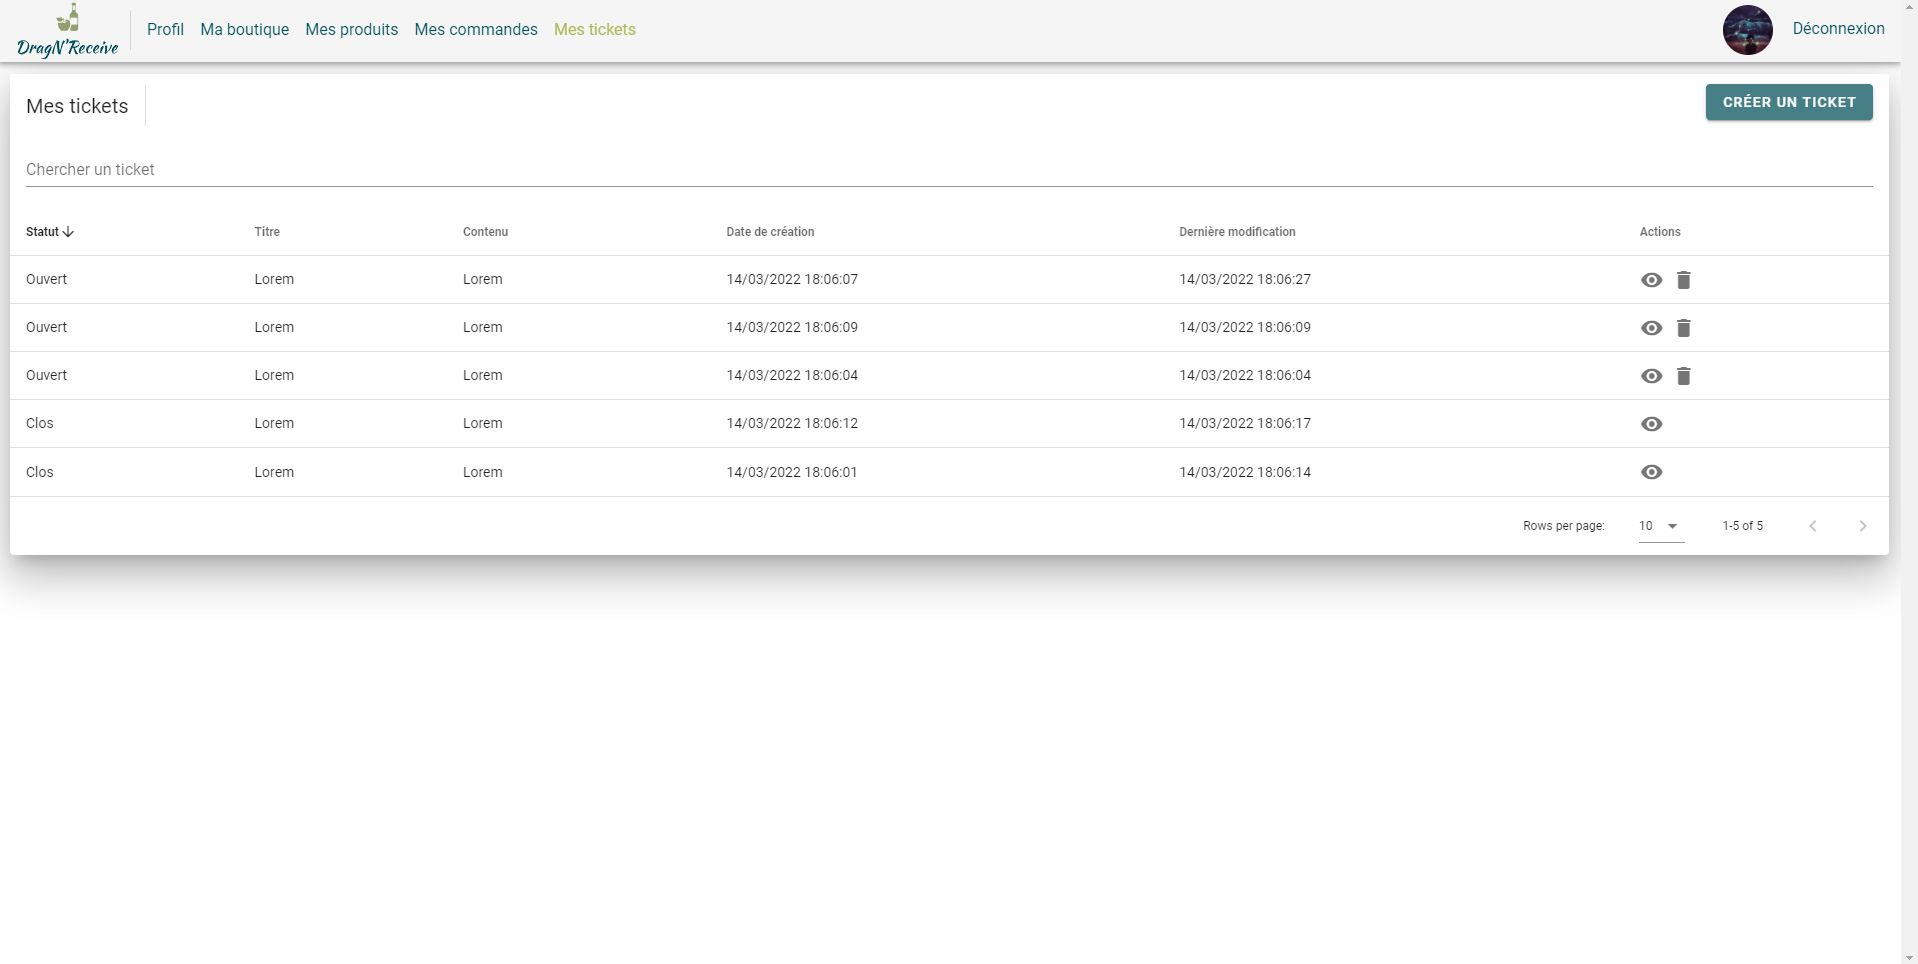 DragN'Receive
Profil Ma boutique Mes produits Mes commandes Mes tickets Déconnexion
Mes tickets CRÉER UN TICKET
Chercher un ticket
Statut Titre Contenu Date de création Dernière modification Actions
Ouvert Lorem Lorem 14/03/2022 18:06:07 14/03/2022 18:06:27
Ouvert Lorem Lorem 14/03/2022 18:06:09 14/03/2022 18:06:09
Ouvert Lorem Lorem 14/03/2022 18:06:04 14/03/2022 18:06:04
Clos Lorem Lorem 14/03/2022 18:06:12 14/03/2022 18:06:17
Clos Lorem Lorem 14/03/2022 18:06:01 14/03/2022 18:06:14
Rows per page: 10 1-5 of 5